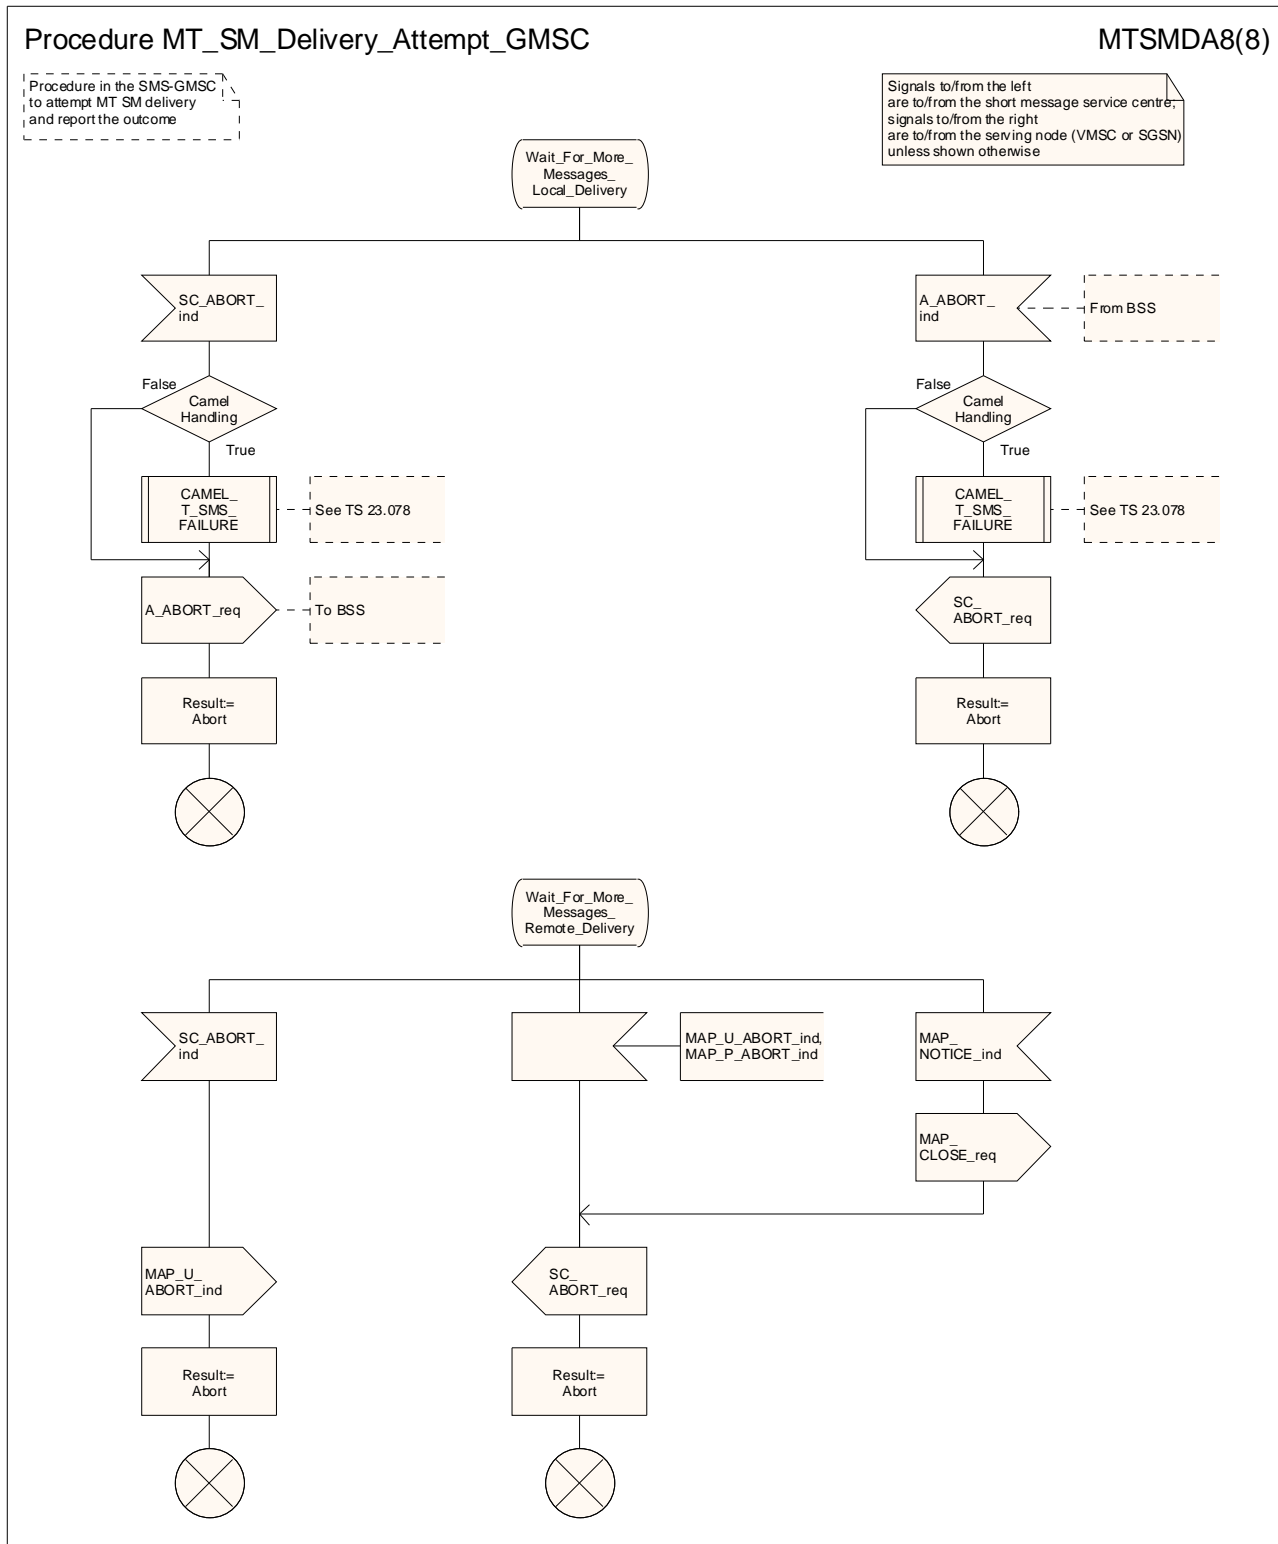 Procedure MT_SM_Delivery_Attempt_GMSC
MTSMDA8(8)
Procedure in the SMS-GMSC
to attempt MT SM delivery
and report the outcome
Signals to/from the left
are to/from the short message service centre;
signals to/from the right
are to/from the serving node (VMSC or SGSN)
unless shown otherwise
Wait_For_More_
Messages_
Local_Delivery
SC_ABORT_
ind
A_ABORT_
ind
From BSS
False
Camel
Handling
True
False
Camel
Handling
True
CAMEL_
T_SMS_
FAILURE
See TS 23.078
CAMEL_
T_SMS_
FAILURE
See TS 23.078
A_ABORT_req
To BSS
SC_
ABORT_req
Result:=
Abort
Result:=
Abort
Wait_For_More_
Messages_
Remote_Delivery
SC_ABORT_
ind
MAP_U_ABORT_ind,
MAP_P_ABORT_ind
MAP_
NOTICE_ind
MAP_
CLOSE_req
MAP_U_
ABORT_ind
SC_
ABORT_req
Result:=
Abort
Result:=
Abort